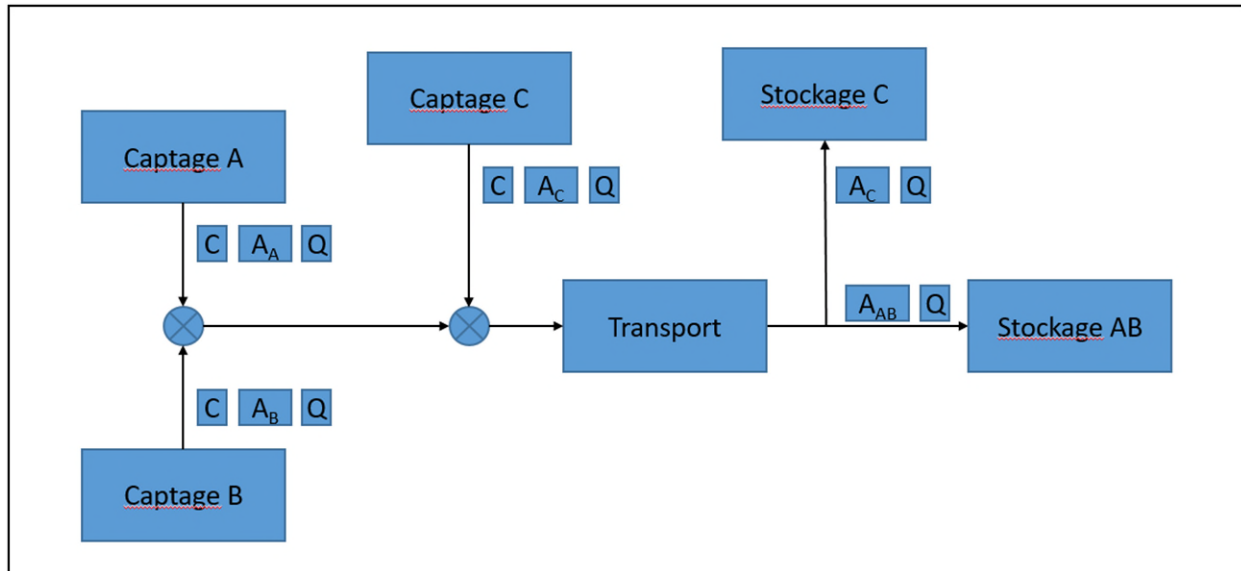 Captage C
Stockage C
Captage A
C A_C Q
A_C Q
C A_A Q
A_AB Q
Transport
Stockage AB
C A_B Q
Captage B